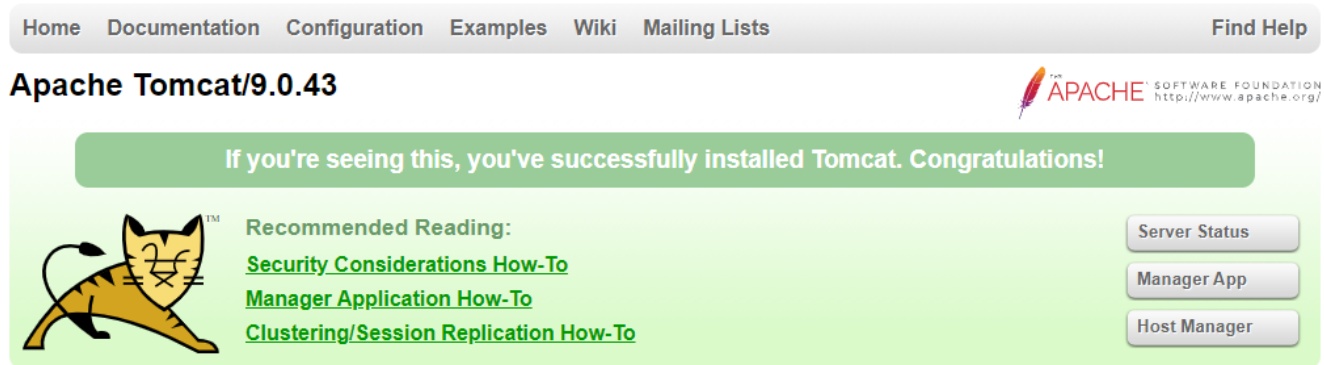 Home Documentation Configuration Examples Wiki Mailing Lists Find Help
Apache Tomcat/9.0.43
THE
APACHE® SOFTWARE FOUNDATION
http://www.apache.org/
If you're seeing this, you've successfully installed Tomcat. Congratulations!
TM
Recommended Reading:
Security Considerations How-To
Manager Application How-To
Clustering/Session Replication How-To
Server Status
Manager App
Host Manager